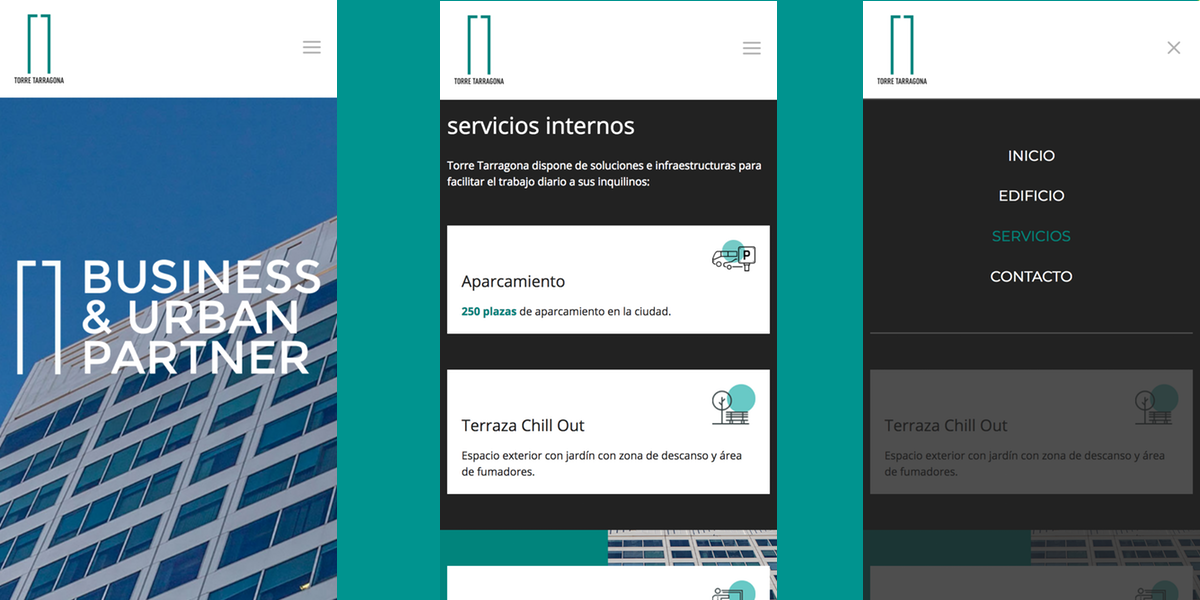 TORRE TARRAGONA
BUSINESS
& URBAN
PARTNER
TORRE TARRAGONA
servicios internos
Torre Tarragona dispone de soluciones e infraestructuras para
facilitar el trabajo diario a sus inquilinos:
P
Aparcamiento
250 plazas de aparcamiento en la ciudad.
Terraza Chill Out
Espacio exterior con jardín con zona de descanso y área
de fumadores.
TORRE TARRAGONA
INICIO
EDIFICIO
SERVICIOS
CONTACTO
Terraza Chill Out
Espacio exterior con jardín con zona de descanso y área
de fumadores.